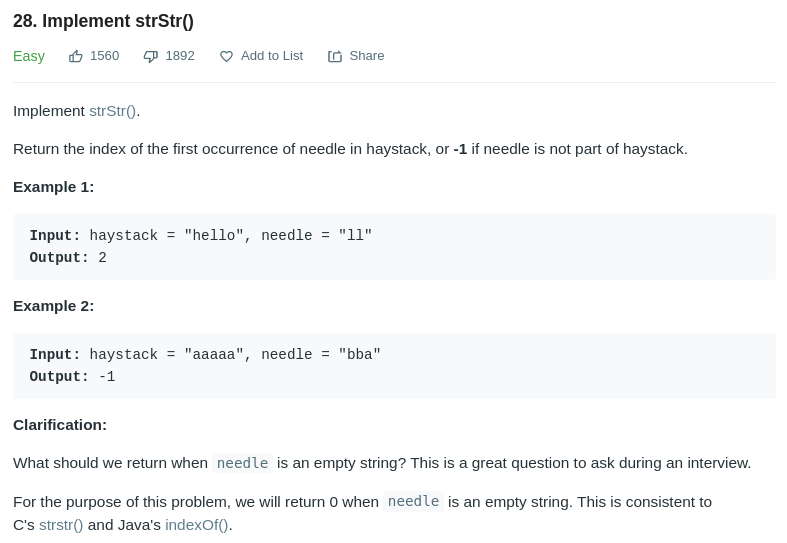 28. Implement strStr()
Easy 1560 1892 Add to List Share
Implement strStr().
Return the index of the first occurrence of needle in haystack, or -1 if needle is not part of haystack.
Example 1:
Input: haystack = "hello", needle = "ll"
Output: 2
Example 2:
Input: haystack = "aaaaa", needle = "bba"
Output: -1
Clarification:
What should we return when needle is an empty string? This is a great question to ask during an interview.
For the purpose of this problem, we will return 0 when needle is an empty string. This is consistent to
C's strstr() and Java's indexOf().